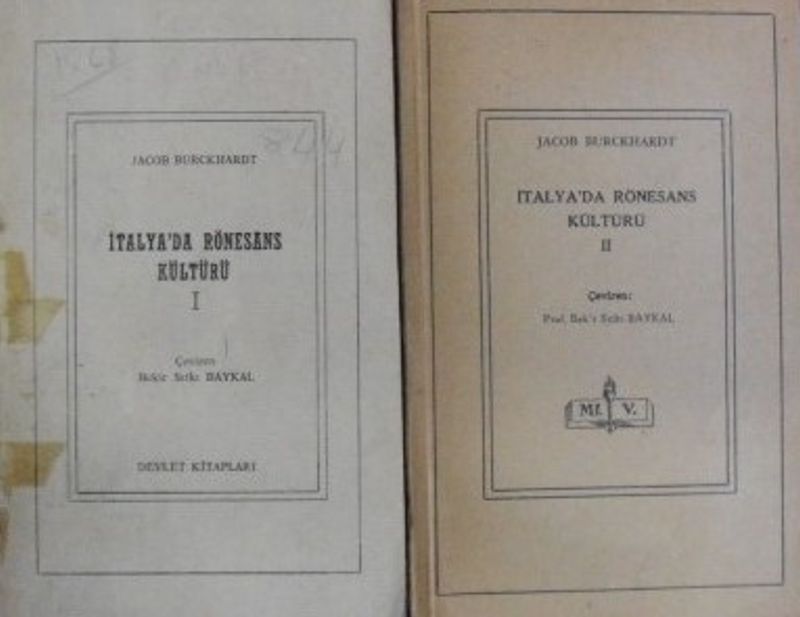 JACOB BURCKHARDT
İTALYA'DA RÖNESANS
KÜLTÜRÜ
I
Çeviren
Bekir Sıtkı BAYKAL
DEVLET KİTAPLARI
JACOB BURCKHARDT
İTALYA'DA RÖNESANS
KÜLTÜRÜ
II
Çeviren:
Prof. Bekir Sıtkı BAYKAL
M. V.